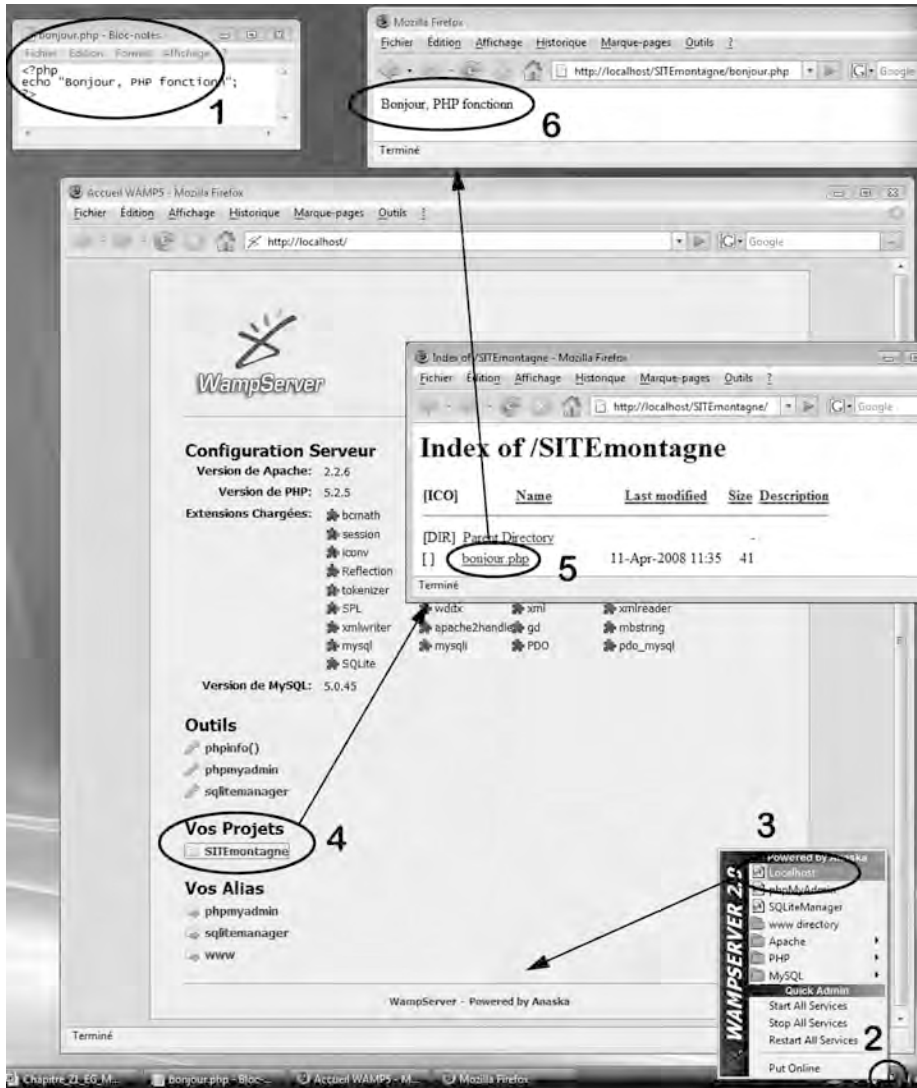 bonjour.php - Bloc-notes
Fichier Edition Format Affichage ?
<?php
echo "Bonjour, PHP fonctionn";
?>
1
Mozilla Firefox
Fichier Édition Affichage Historique Marque-pages Outils ?
http://localhost/SITEmontagne/bonjour.php
Google
Bonjour, PHP fonctionn
6
Terminé
Accueil WAMP5 - Mozilla Firefox
Fichier Édition Affichage Historique Marque-pages Outils ?
http://localhost/
Google
WampServer
Index of /SITEmontagne - Mozilla Firefox
Fichier Édition Affichage Historique Marque-pages Outils ?
http://localhost/SITEmontagne/
Google
Index of /SITEmontagne
[ICO] Name Last modified Size Description
[DIR] Parent Directory -
[ ] bonjour.php 11-Apr-2008 11:35 41
5
Terminé
Configuration Serveur
Version de Apache: 2.2.6
Version de PHP: 5.2.5
Extensions Chargées: bcmath
session
iconv
Reflection
tokenizer
SPL wddx xml xmlreader
xmlwriter apache2handler gd mbstring
mysql mysqli PDO pdo_mysql
SQLite
Version de MySQL: 5.0.45
Outils
phpinfo()
phpmyadmin
sqlitemanager
Vos Projets
SITEmontagne
4
Vos Alias
phpmyadmin
sqlitemanager
www
WampServer - Powered by Anaska
Terminé
3
WAMPSERVER 2.0
Powered by Anaska
Localhost
phpMyAdmin
SQLiteManager
www directory
Apache
PHP
MySQL
Quick Admin
Start All Services
Stop All Services
Restart All Services
2
Put Online
Chapitre_ZI_EG_M...
Bonjour.php - Bloc-...
Accueil WAMP5 - M...
Mozilla Firefox